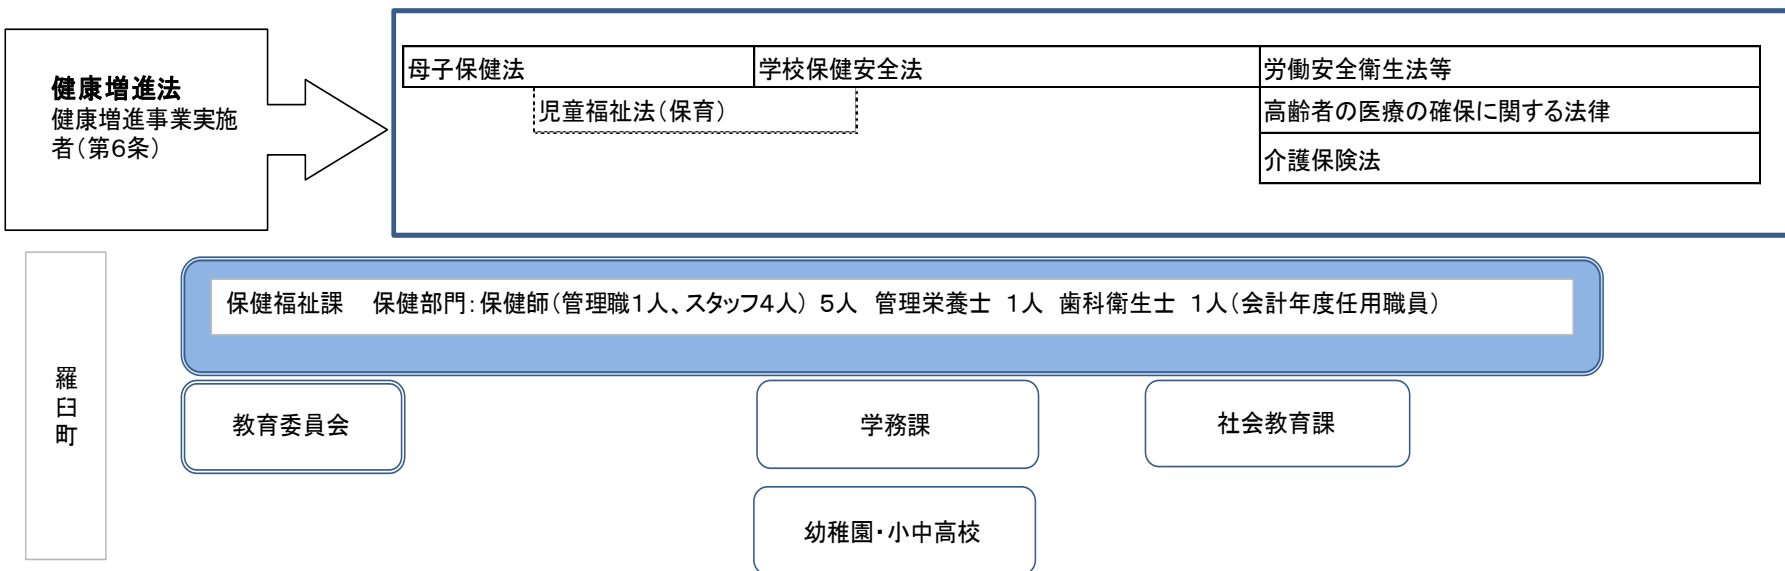 健康増進法
健康増進事業実施
者(第6条)
母子保健法
学校保健安全法
労働安全衛生法等
児童福祉法(保育)
高齢者の医療の確保に関する法律
介護保険法
羅臼町
保健福祉課　保健部門:保健師(管理職1人、スタッフ4人) 5人 管理栄養士 1人 歯科衛生士 1人(会計年度任用職員)
教育委員会
学務課
社会教育課
幼稚園・小中高校